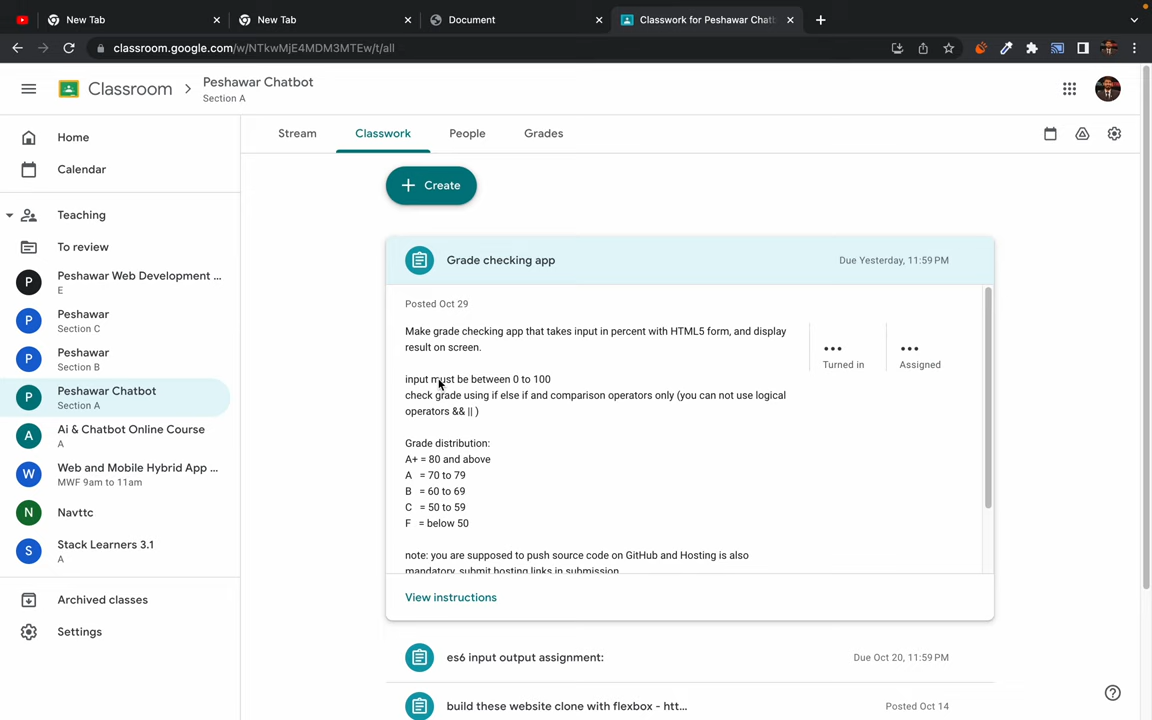 New Tab
New Tab
Document
Classwork for Peshawar Chatb
classroom.google.com/w/NTkwMjE4MDM3MTEw/t/all
Classroom
Peshawar Chatbot
Section A
Stream
Classwork
People
Grades
Home
Calendar
Teaching
To review
P
Peshawar Web Development ...
E
P
Peshawar
Section C
P
Peshawar
Section B
P
Peshawar Chatbot
Section A
A
Ai & Chatbot Online Course
A
W
Web and Mobile Hybrid App ...
MWF 9am to 11am
N
Navttc
S
Stack Learners 3.1
A
Archived classes
Settings
Create
Grade checking app
Due Yesterday, 11:59 PM
Posted Oct 29
Make grade checking app that takes input in percent with HTML5 form, and display
result on screen.
input must be between 0 to 100
check grade using if else if and comparison operators only (you can not use logical
operators && || )
Grade distribution:
A+ = 80 and above
A = 70 to 79
B = 60 to 69
C = 50 to 59
F = below 50
note: you are supposed to push source code on GitHub and Hosting is also
mandatory, submit hosting links in submission
...
Turned in
...
Assigned
View instructions
es6 input output assignment:
Due Oct 20, 11:59 PM
build these website clone with flexbox - htt...
Posted Oct 14